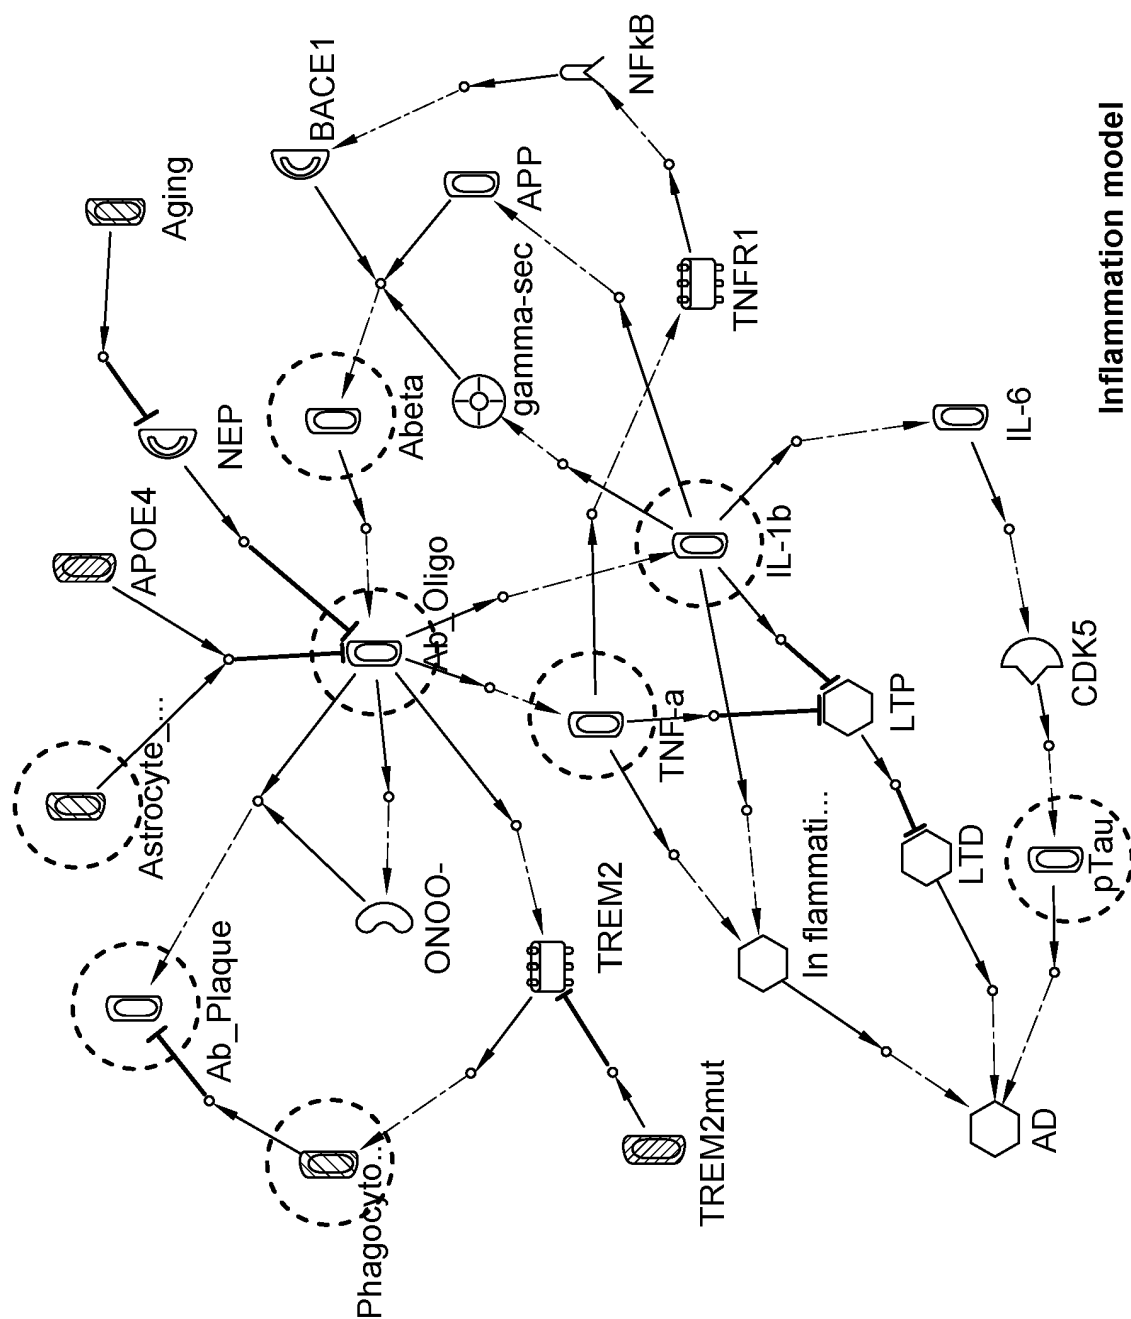 Aging
BACE1
NFkB
APP
TNFR1
NEP
APOE4
Abeta
gamma-sec
IL-6
Ab_Oligo
IL-1b
Astrocyte_...
TNF-a
LTP
CDK5
ONOO-
LTD
pTau
Ab_Plaque
TREM2
In flammati...
Phagocyto...
TREM2mut
AD
Inflammation model